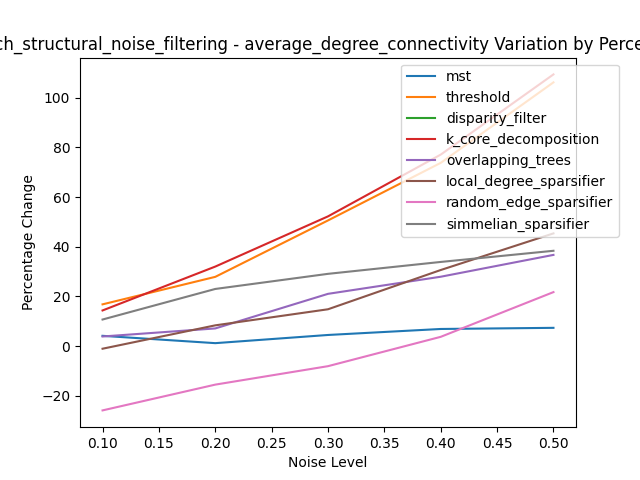 ch_structural_noise_filtering - average_degree_connectivity Variation by Perce
100
80
60
40
20
0
−20
Percentage Change
mst
threshold
disparity_filter
k_core_decomposition
overlapping_trees
local_degree_sparsifier
random_edge_sparsifier
simmelian_sparsifier
0.10 0.15 0.20 0.25 0.30 0.35 0.40 0.45 0.50
Noise Level